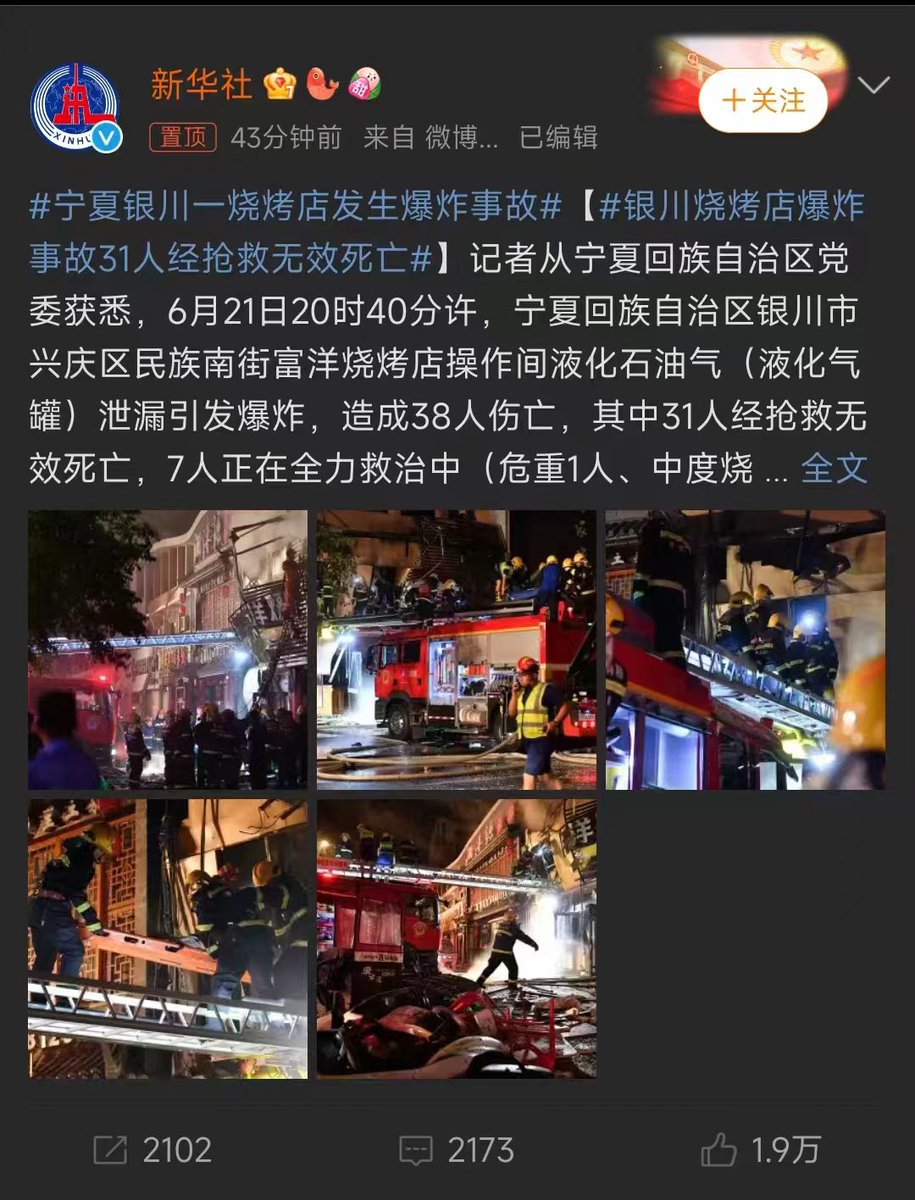 新华社
XINHU
＋关注
置顶 43分钟前 来自 微博... 已编辑
#宁夏银川一烧烤店发生爆炸事故#【#银川烧烤店爆炸
事故31人经抢救无效死亡#】记者从宁夏回族自治区党
委获悉，6月21日20时40分许，宁夏回族自治区银川市
兴庆区民族南街富洋烧烤店操作间液化石油气（液化气
罐）泄漏引发爆炸，造成38人伤亡，其中31人经抢救无
效死亡，7人正在全力救治中（危重1人、中度烧 ... 全文
洋
洋
2102
2173
1.9万